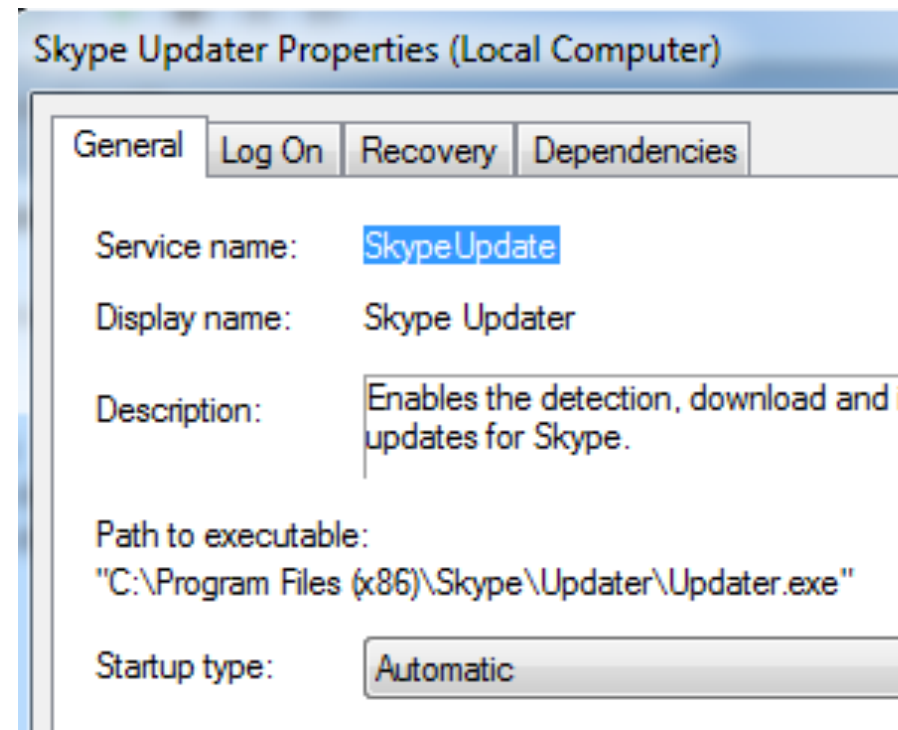 Skype Updater Properties (Local Computer)
General Log On Recovery Dependencies
Service name: SkypeUpdate
Display name: Skype Updater
Description: Enables the detection, download and
updates for Skype.
Path to executable:
"C:\Program Files (x86)\Skype\Updater\Updater.exe"
Startup type: Automatic